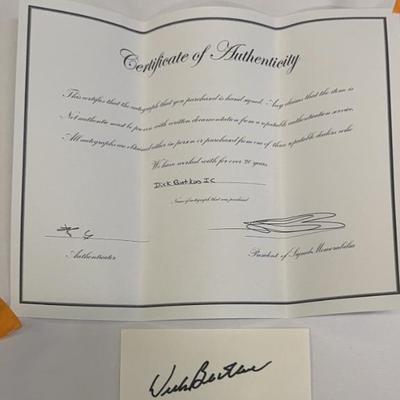 Certificate of Authenticity
This certifies that the autograph that you purchased is hand signed. Any claims that the item is
Not authentic must be proven with written documentation from a reputable authentication service.
All autographs are obtained either in person or purchased from one of three reputable dealers who
We have worked with for over 20 years.
Dick Butkus IC
Name of autograph that was purchased
Authenticator
President of Signed Memorabilia